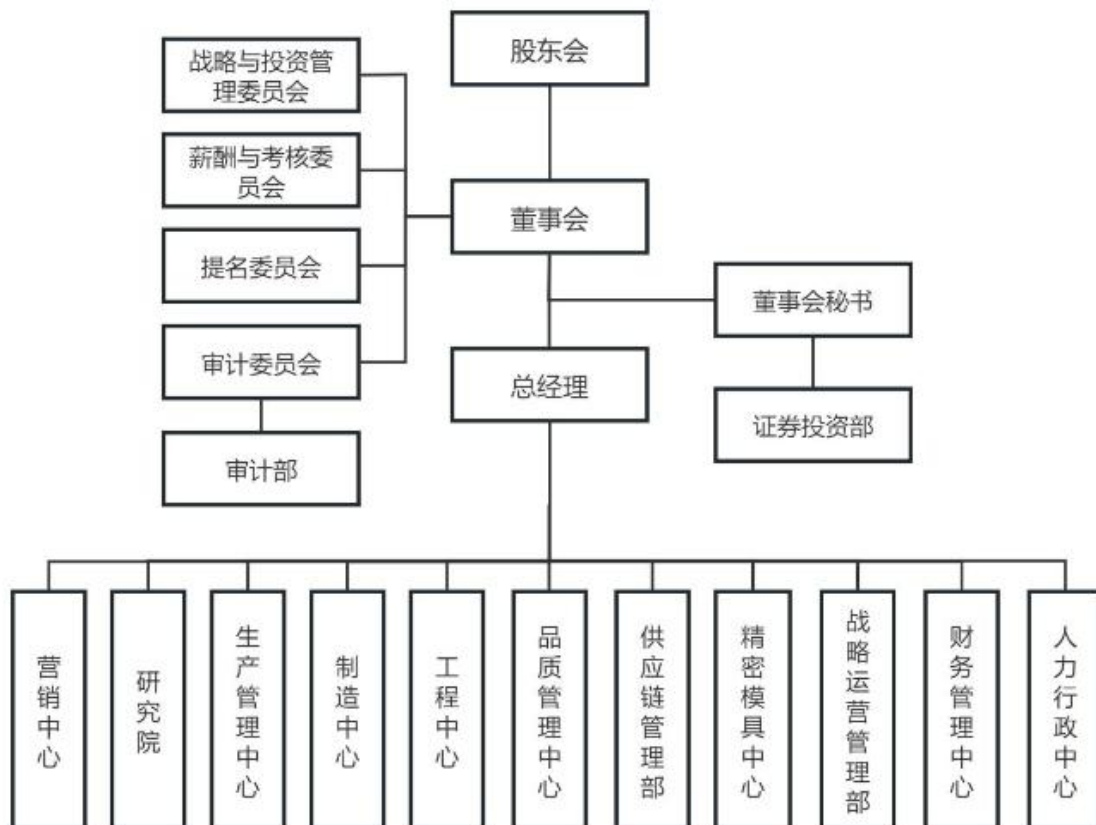 股东会
战略与投资管
理委员会
薪酬与考核委
员会
董事会
提名委员会
董事会秘书
审计委员会
总经理
证券投资部
审计部
营销中心
研究院
生产管理中心
制造中心
工程中心
品质管理中心
供应链管理部
精密模具中心
战略运营管理部
财务管理中心
人力行政中心